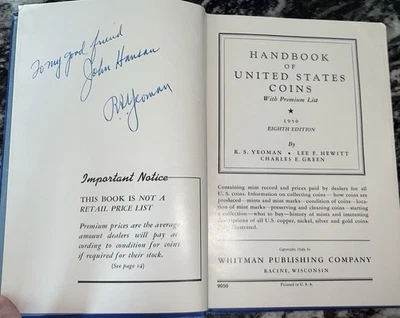 To my good friend
John Hansan
R S Yeoman
Important Notice
THIS BOOK IS NOT A
RETAIL PRICE LIST
Premium prices are the average
amount dealers will pay ac-
cording to condition for coins
if required for their stock.
(See page 14)
HANDBOOK
OF
UNITED STATES
COINS
With Premium List
1950
EIGHTH EDITION
By
R. S. YEOMAN • LEE F. HEWITT
CHARLES E. GREEN
Containing mint record and prices paid by dealers for all
U. S. coins. Information on collecting coins—how coins are
produced—mints and mint marks—condition of coins—loca-
tion of mint marks—preserving and cleaning coins—starting
a collection—what to buy—history of mints and interesting
descriptions of all U.S. copper, nickel, silver and gold coins.
illustrated.
WHITMAN PUBLISHING COMPANY
RACINE, WISCONSIN
9050
Printed in U. S. A.